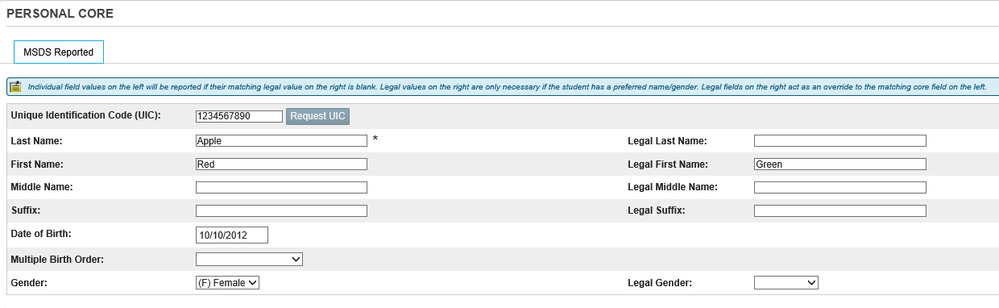 PERSONAL CORE
MSDS Reported
Individual field values on the left will be reported if their matching legal value on the right is blank. Legal values on the right are only necessary if the student has a preferred name/gender. Legal fields on the right act as an override to the matching core field on the left.
Unique Identification Code (UIC): 1234567890 Request UIC
Last Name: Apple * Legal Last Name:
First Name: Red Legal First Name: Green
Middle Name: Legal Middle Name:
Suffix: Legal Suffix:
Date of Birth: 10/10/2012
Multiple Birth Order:
Gender: (F) Female Legal Gender: